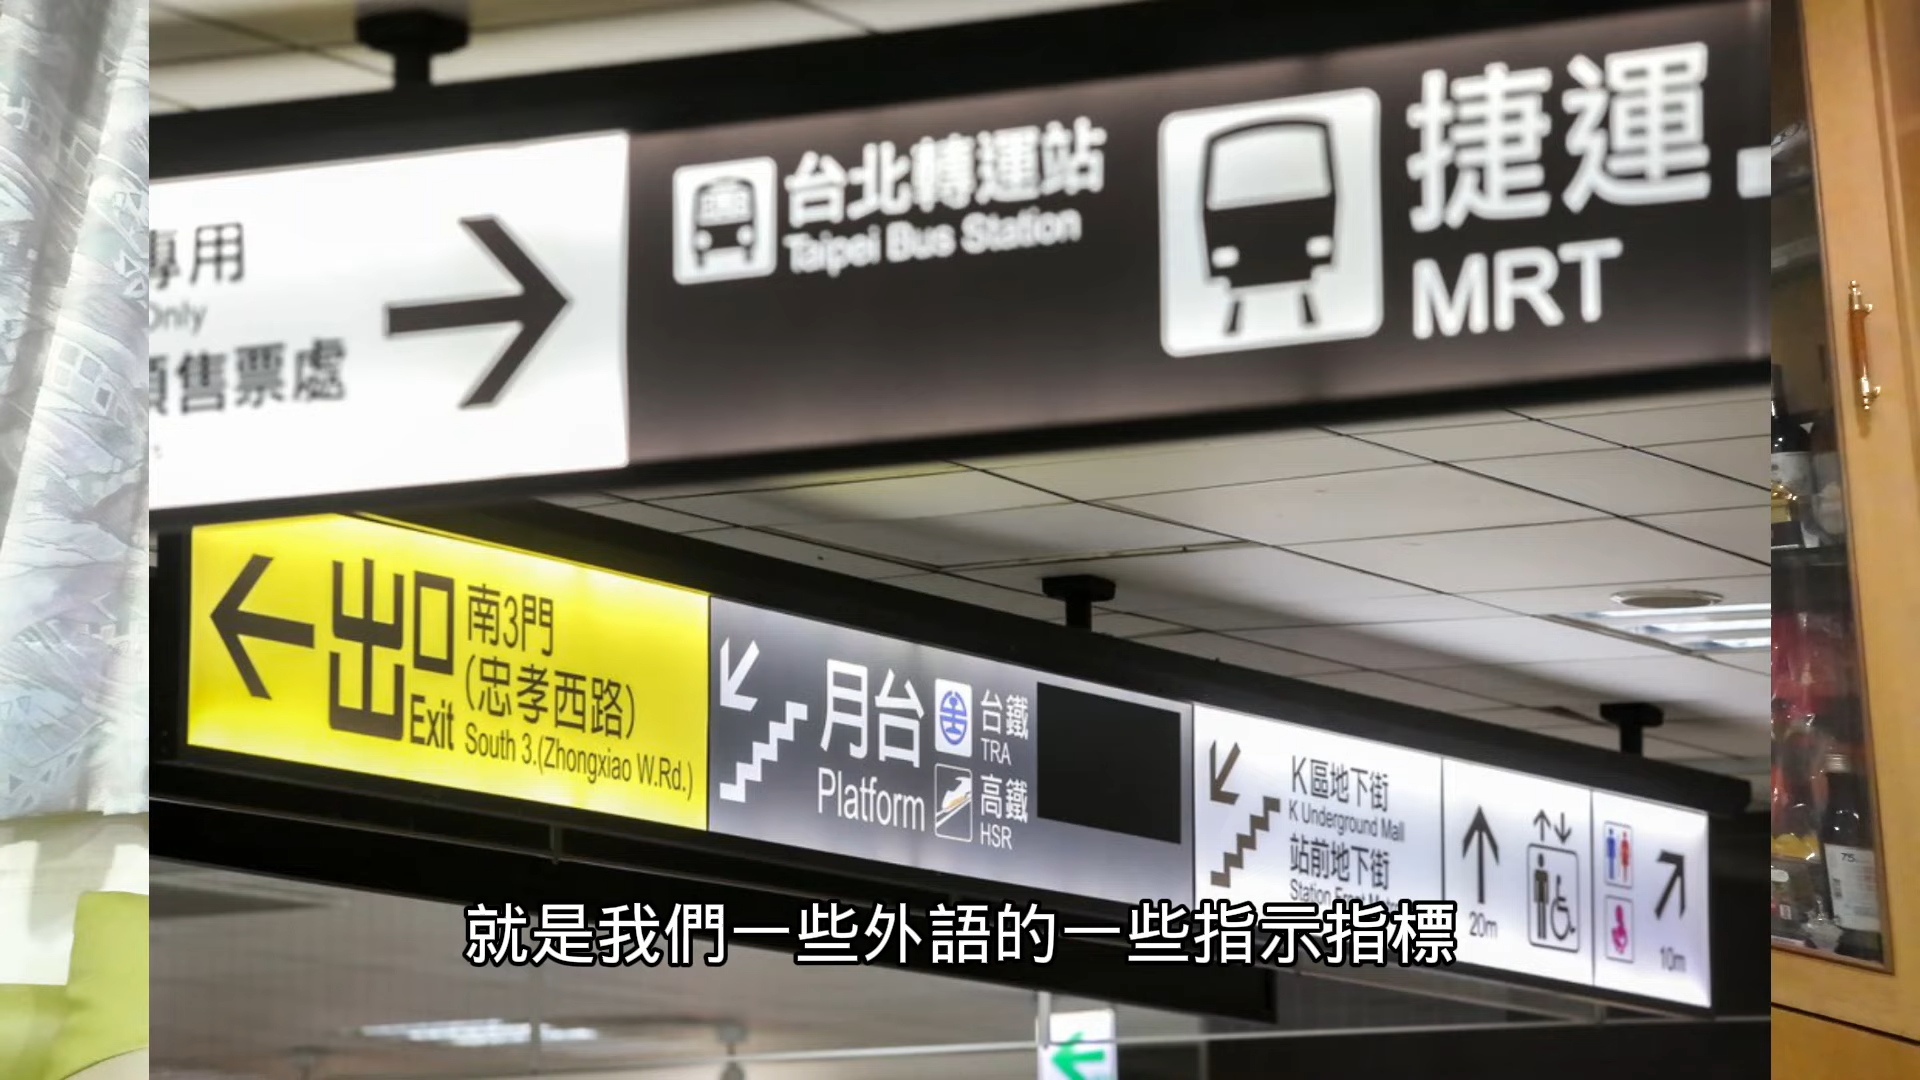 專用
Only
預售票處
台北轉運站
Taipei Bus Station
捷運
MRT
出口
Exit
南3門
(忠孝西路)
South 3.(Zhongxiao W.Rd.)
月台
Platform
台鐵
TRA
高鐵
HSR
K區地下街
K Underground Mall
站前地下街
Station Front
20m
10m
就是我們一些外語的一些指示指標